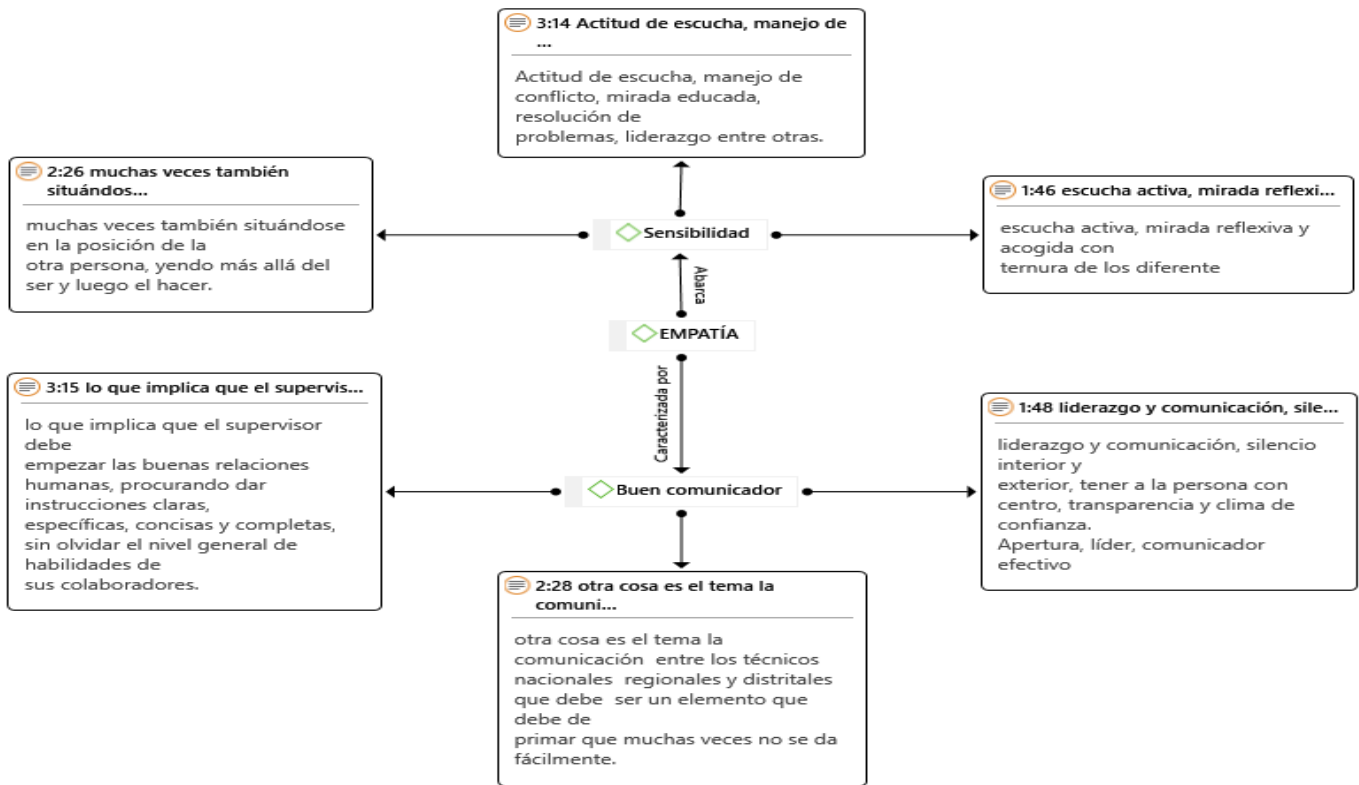 3:14 Actitud de escucha, manejo de
...
Actitud de escucha, manejo de
conflicto, mirada educada,
resolución de
problemas, liderazgo entre otras.
2:26 muchas veces también
situándos...
muchas veces también situándose
en la posición de la
otra persona, yendo más allá del
ser y luego el hacer.
1:46 escucha activa, mirada reflexi...
escucha activa, mirada reflexiva y
acogida con
ternura de los diferente
Sensibilidad
Abarca
EMPATÍA
Caracterizada por
3:15 lo que implica que el supervis...
lo que implica que el supervisor
debe
empezar las buenas relaciones
humanas, procurando dar
instrucciones claras,
específicas, concisas y completas,
sin olvidar el nivel general de
habilidades de
sus colaboradores.
1:48 liderazgo y comunicación, sile...
liderazgo y comunicación, silencio
interior y
exterior, tener a la persona con
centro, transparencia y clima de
confianza.
Apertura, líder, comunicador
efectivo
Buen comunicador
2:28 otra cosa es el tema la
comuni...
otra cosa es el tema la
comunicación  entre los técnicos
nacionales  regionales y distritales
que debe  ser un elemento que
debe de
primar que muchas veces no se da
fácilmente.